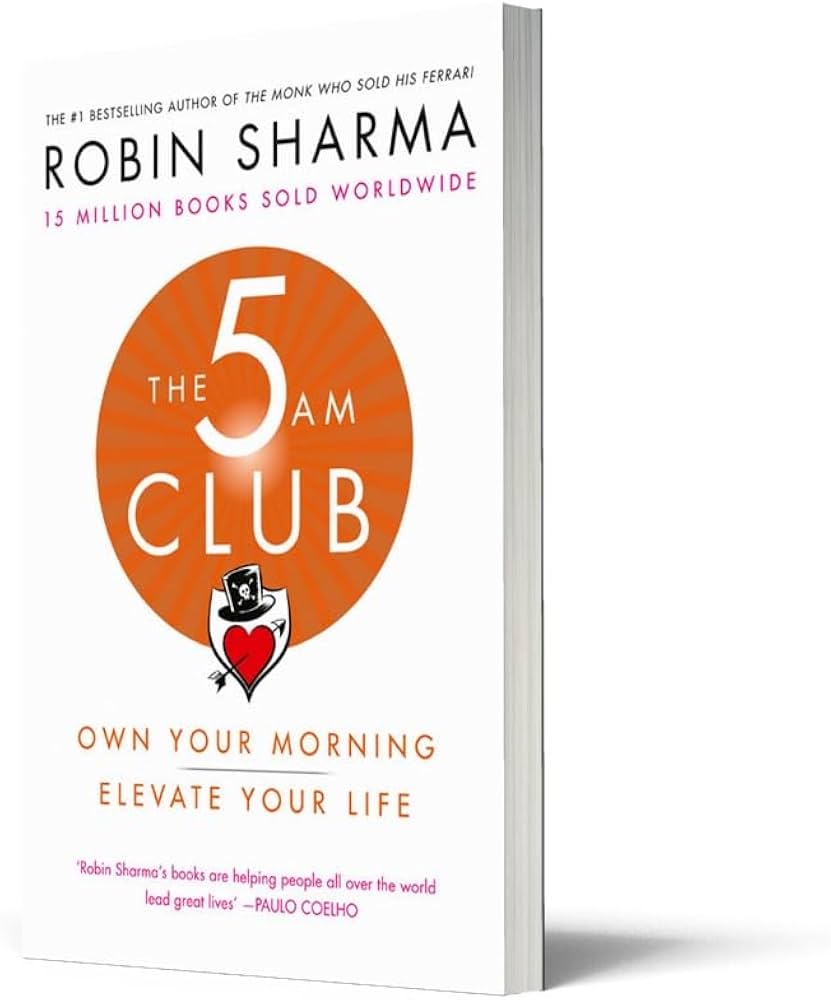 THE #1 BESTSELLING AUTHOR OF THE MONK WHO SOLD HIS FERRARI
ROBIN SHARMA
15 MILLION BOOKS SOLD WORLDWIDE
THE 5 AM
CLUB
OWN YOUR MORNING
ELEVATE YOUR LIFE
'Robin Sharma's books are helping people all over the world
lead great lives' —PAULO COELHO